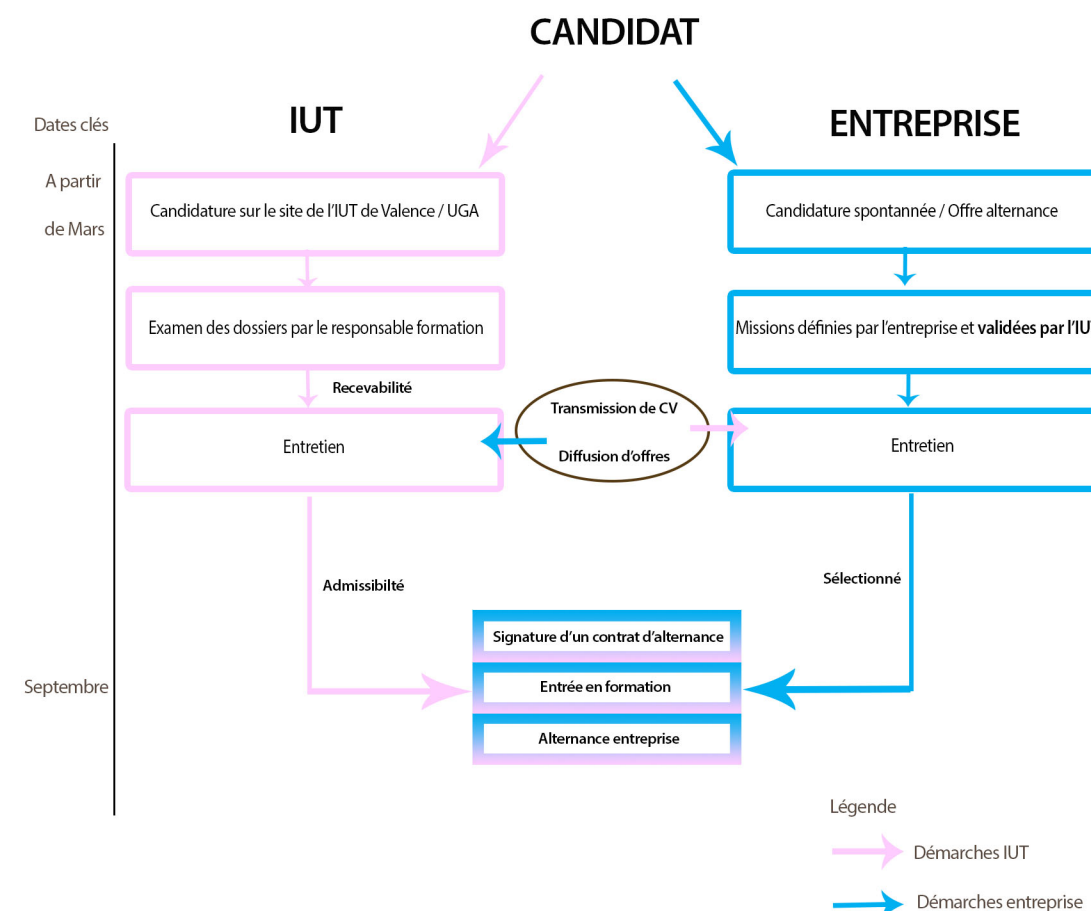 CANDIDAT
IUT
ENTREPRISE
Dates clés
A partir
de Mars
Candidature sur le site de l'IUT de Valence / UGA
Candidature spontannée / Offre alternance
Examen des dossiers par le responsable formation
Missions définies par l'entreprise et validées par l'IU
Recevabilité
Transmission de CV
Diffusion d'offres
Entretien
Entretien
Admissibilté
Sélectionné
Signature d'un contrat d'alternance
Septembre
Entrée en formation
Alternance entreprise
Légende
Démarches IUT
Démarches entreprise